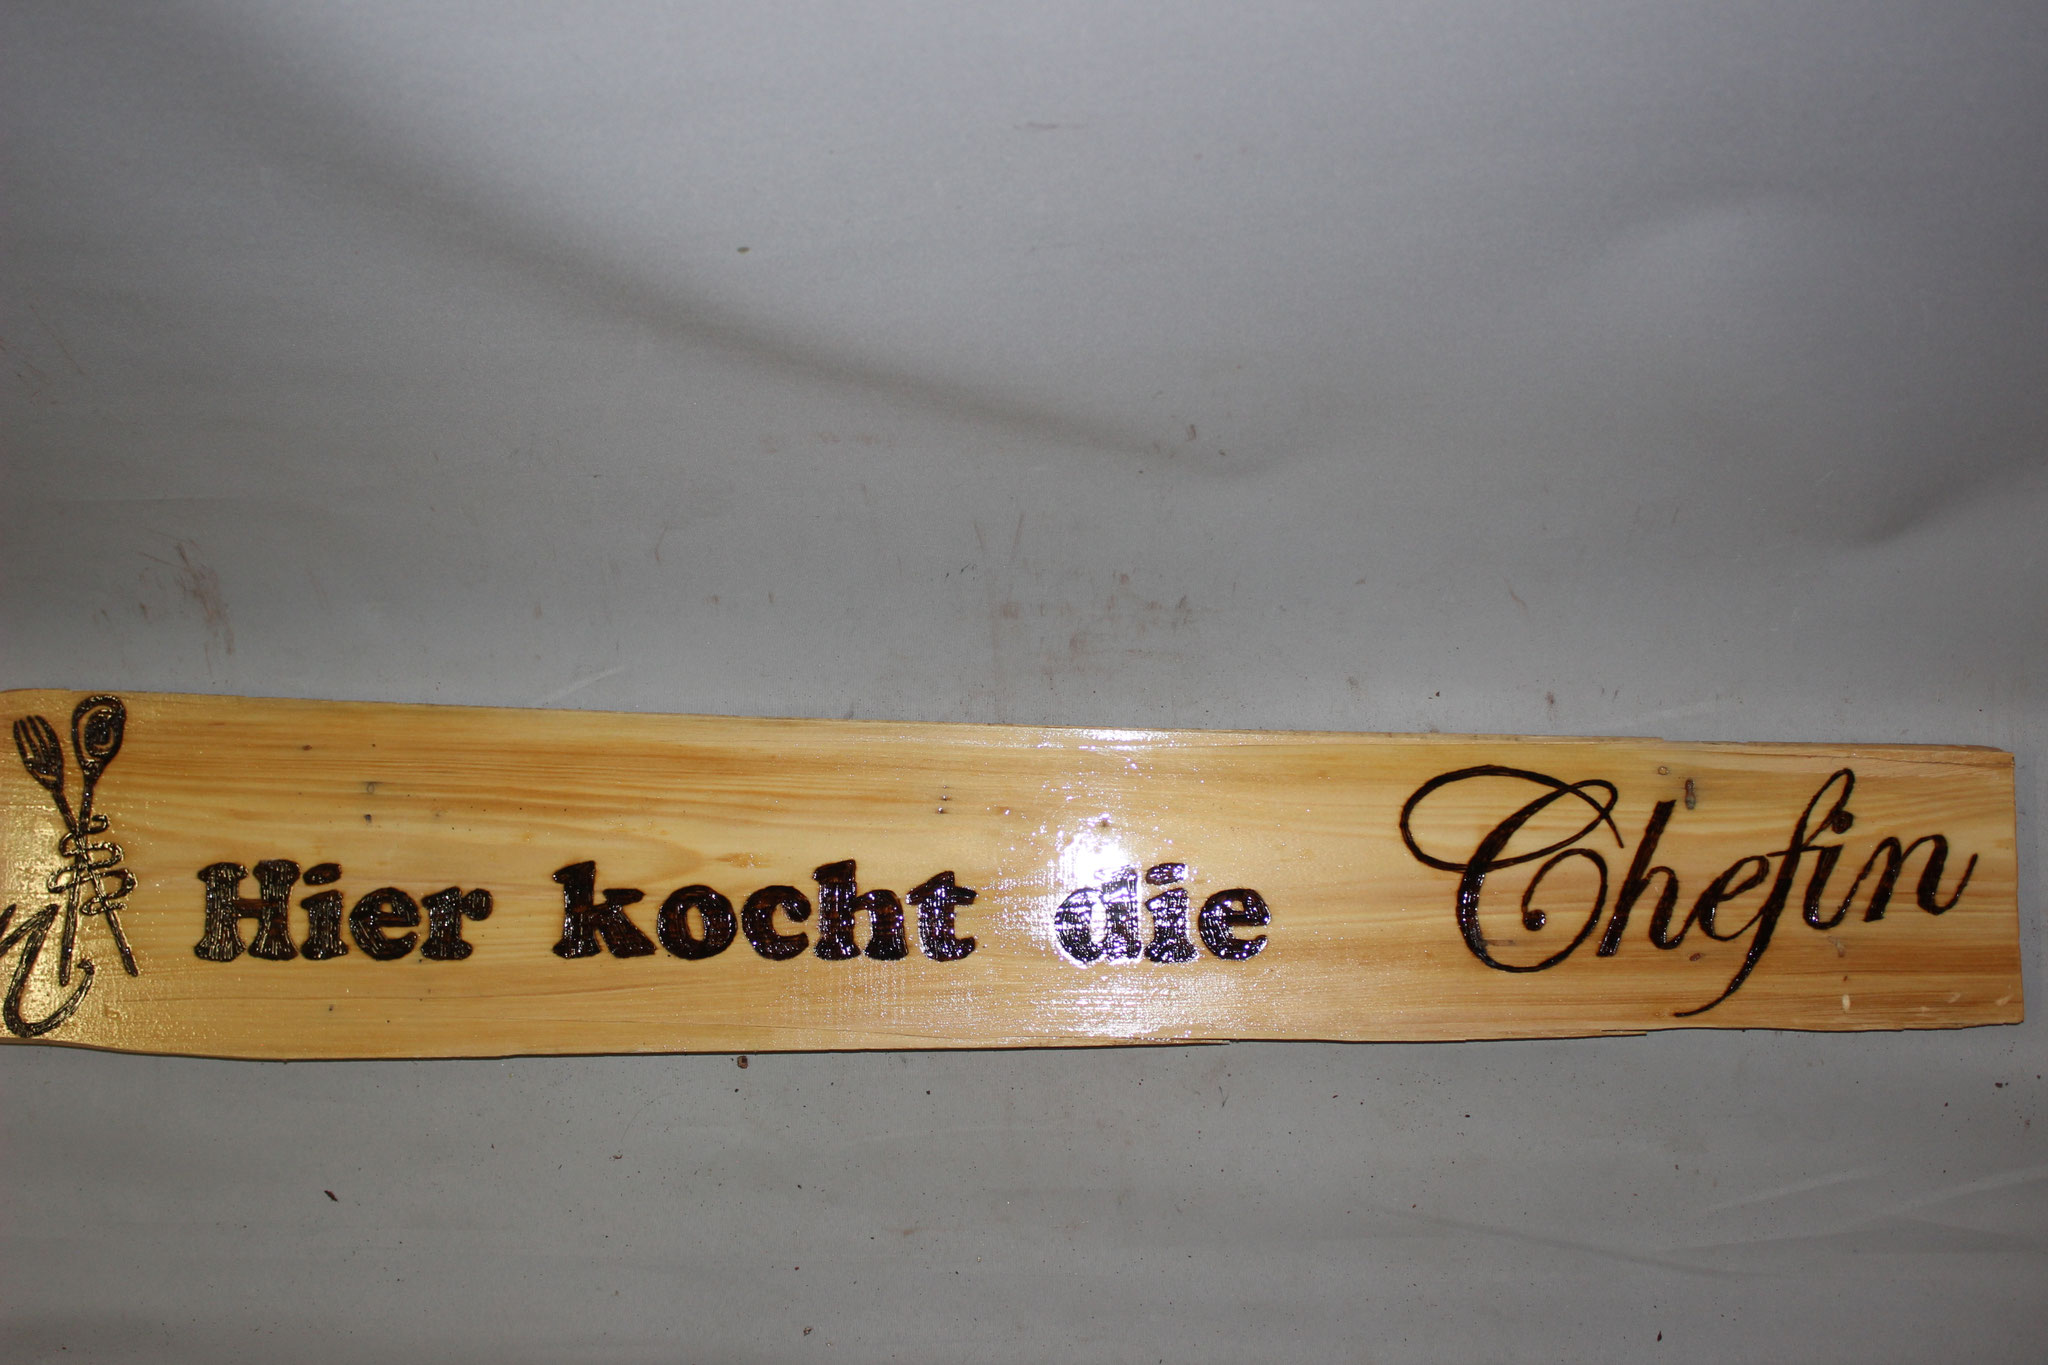 Hier kocht die Chefin